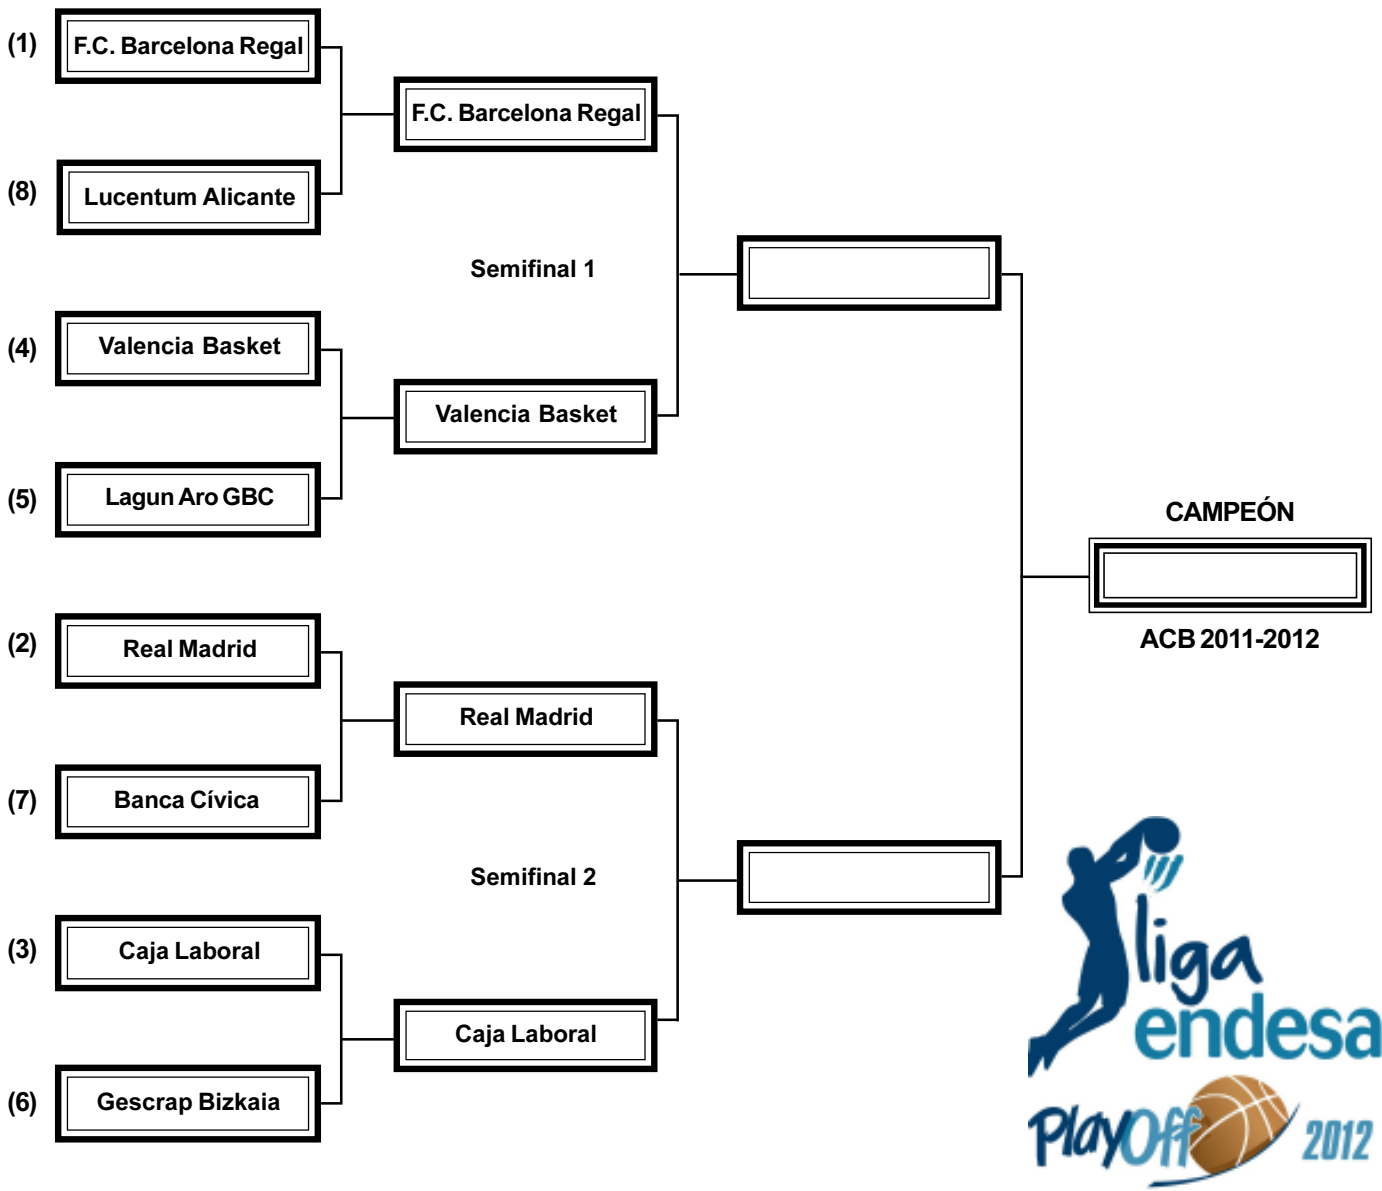 (1)
F.C. Barcelona Regal
F.C. Barcelona Regal
(8)
Lucentum Alicante
Semifinal 1
(4)
Valencia Basket
Valencia Basket
(5)
Lagun Aro GBC
CAMPEÓN
ACB 2011-2012
(2)
Real Madrid
Real Madrid
(7)
Banca Cívica
Semifinal 2
(3)
Caja Laboral
Caja Laboral
(6)
Gescrap Bizkaia
liga
endesa
PlayOff 2012